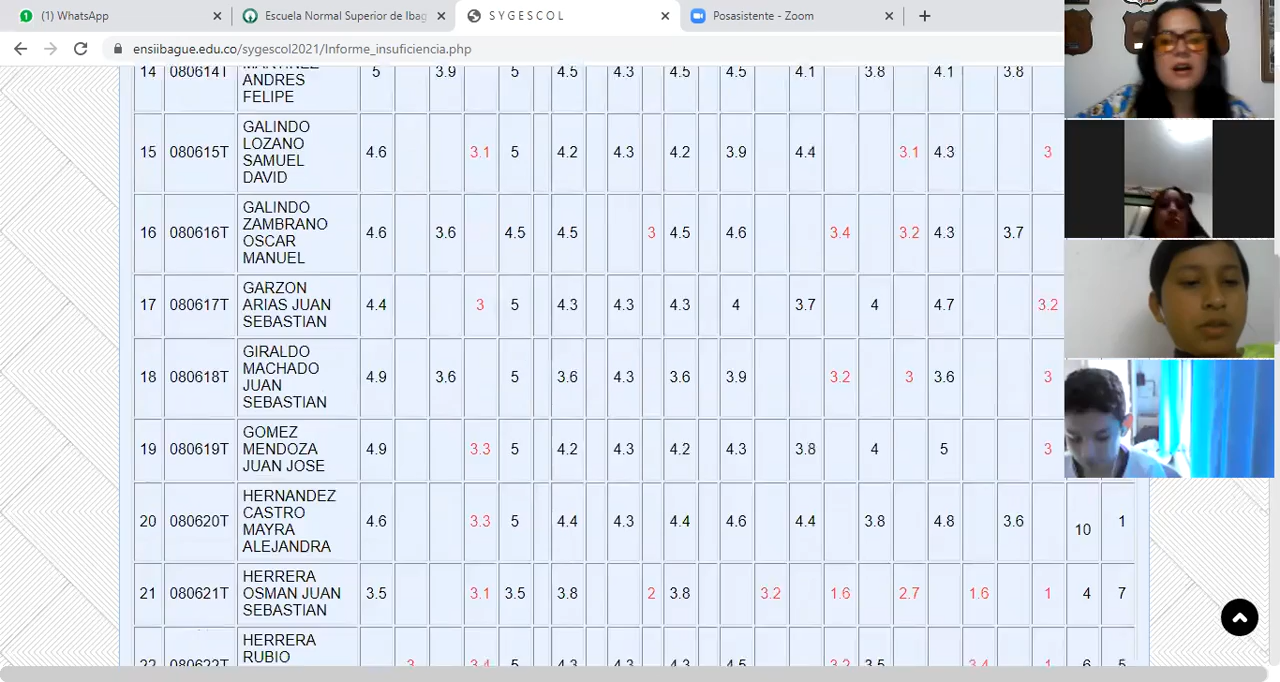 (1) WhatsApp
Escuela Normal Superior de Ibag
S Y G E S C O L
Posasistente - Zoom
ensiibague.edu.co/sygescol2021/Informe_insuficiencia.php
14 080614T MARTINEZ ANDRES FELIPE 5 3.9 5 4.5 4.3 4.5 4.5 4.1 3.8 4.1 3.8
15 080615T GALINDO LOZANO SAMUEL DAVID 4.6 3.1 5 4.2 4.3 4.2 3.9 4.4 3.1 4.3 3
16 080616T GALINDO ZAMBRANO OSCAR MANUEL 4.6 3.6 4.5 4.5 3 4.5 4.6 3.4 3.2 4.3 3.7
17 080617T GARZON ARIAS JUAN SEBASTIAN 4.4 3 5 4.3 4.3 4.3 4 3.7 4 4.7 3.2
18 080618T GIRALDO MACHADO JUAN SEBASTIAN 4.9 3.6 5 3.6 4.3 3.6 3.9 3.2 3 3.6 3
19 080619T GOMEZ MENDOZA JUAN JOSE 4.9 3.3 5 4.2 4.3 4.2 4.3 3.8 4 5 3
20 080620T HERNANDEZ CASTRO MAYRA ALEJANDRA 4.6 3.3 5 4.4 4.3 4.4 4.6 4.4 3.8 4.8 3.6 10 1
21 080621T HERRERA OSMAN JUAN SEBASTIAN 3.5 3.1 3.5 3.8 2 3.8 3.2 1.6 2.7 1.6 1 4 7
22 080622T HERRERA RUBIO 3 3.4 5 4.3 4.3 4.3 4.5 3.2 3.5 3.4 1 6 5